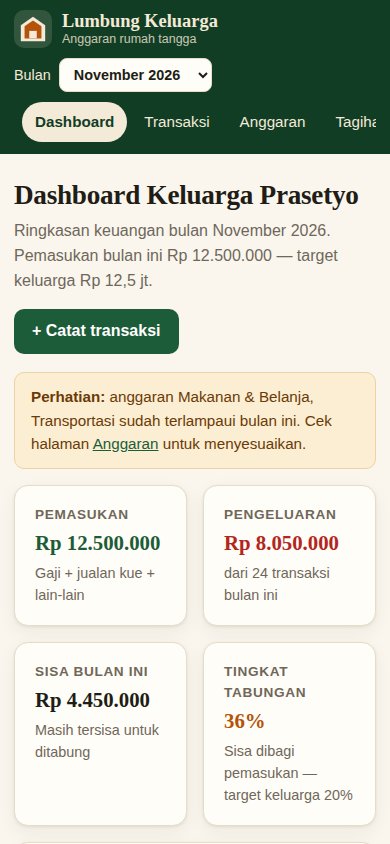 Lumbung Keluarga
Anggaran rumah tangga
Bulan November 2026
Dashboard Transaksi Anggaran
Dashboard Keluarga Prasetyo
Ringkasan keuangan bulan November 2026.
Pemasukan bulan ini Rp 12.500.000 — target
keluarga Rp 12,5 jt.
+ Catat transaksi
Perhatian: anggaran Makanan & Belanja,
Transportasi sudah terlampaui bulan ini. Cek
halaman Anggaran untuk menyesuaikan.
PEMASUKAN
Rp 12.500.000
Gaji + jualan kue +
lain-lain
PENGELUARAN
Rp 8.050.000
dari 24 transaksi
bulan ini
SISA BULAN INI
Rp 4.450.000
Masih tersisa untuk
ditabung
TINGKAT
TABUNGAN
36%
Sisa dibagi
pemasukan —
target keluarga 20%